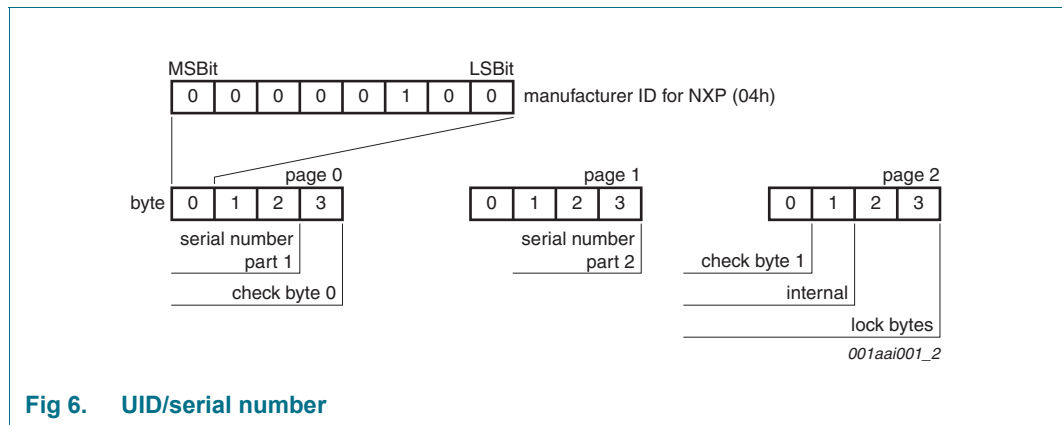 MSBit LSBit
0 0 0 0 0 1 0 0 manufacturer ID for NXP (04h)
page 0 page 1 page 2
byte 0 1 2 3 0 1 2 3 0 1 2 3
serial number serial number
part 1 part 2 check byte 1
check byte 0 internal
lock bytes
001aai001_2
Fig 6. UID/serial number